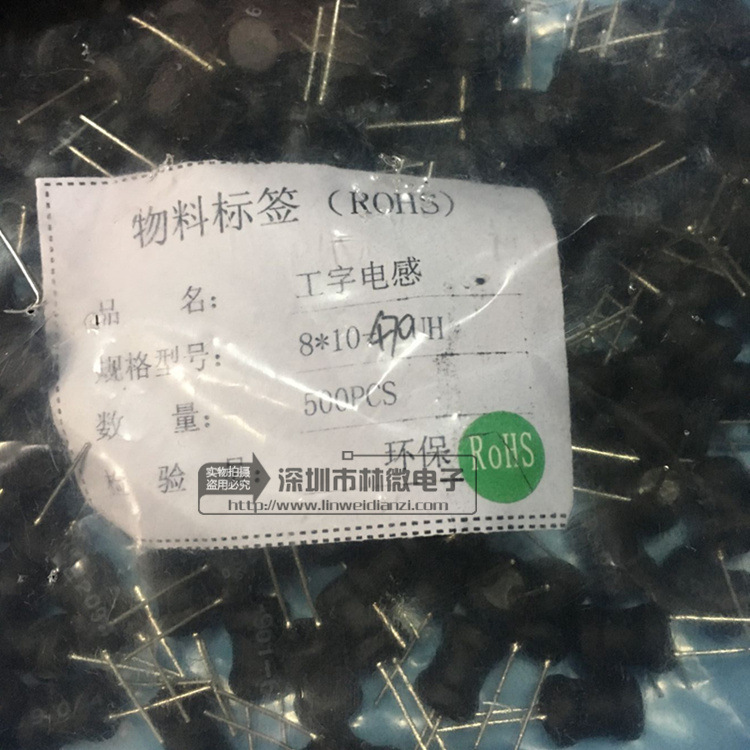 物料标签（ROHS）
品 名： 工字电感
规格型号： 8*10-470UH
数 量： 500PCS
检 验 号： 环保 RoHS
实物拍摄
盗用必究
深圳市林微电子
http://www.linweidianzi.com